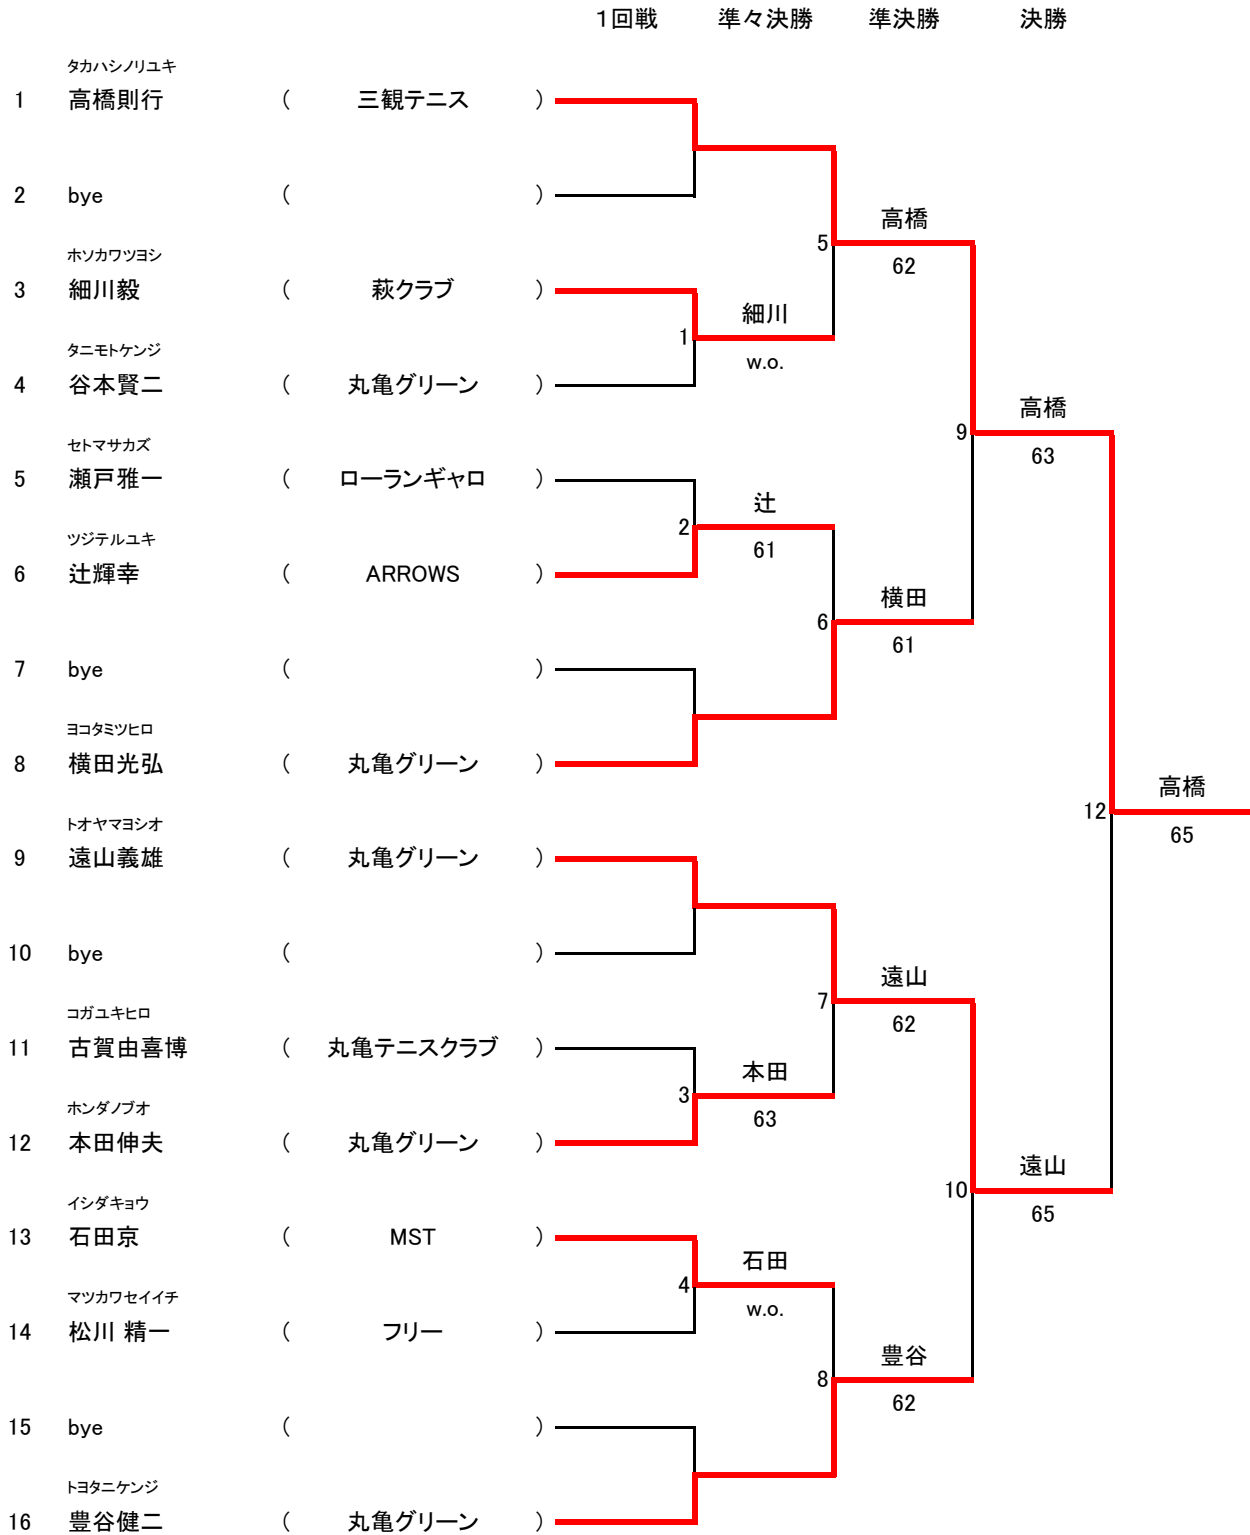 1回戦 準々決勝 準決勝 決勝
タカハシノリユキ
1 高橋則行 ( 三観テニス )
2 bye ( )
高橋
5
62
ホソカワツヨシ
3 細川毅 ( 萩クラブ )
細川
1
w.o.
タニモトケンジ
4 谷本賢二 ( 丸亀グリーン )
高橋
9
63
セトマサカズ
5 瀬戸雅一 ( ローランギャロ )
辻
2
61
ツジテルユキ
6 辻輝幸 ( ARROWS )
横田
6
61
7 bye ( )
ヨコタミツヒロ
8 横田光弘 ( 丸亀グリーン )
高橋
12
65
トオヤマヨシオ
9 遠山義雄 ( 丸亀グリーン )
10 bye ( )
遠山
7
62
コガユキヒロ
11 古賀由喜博 ( 丸亀テニスクラブ )
本田
3
63
ホンダノブオ
12 本田伸夫 ( 丸亀グリーン )
遠山
10
65
イシダキョウ
13 石田京 ( MST )
石田
4
w.o.
マツカワセイイチ
14 松川 精一 ( フリー )
豊谷
8
62
15 bye ( )
トヨタニケンジ
16 豊谷健二 ( 丸亀グリーン )